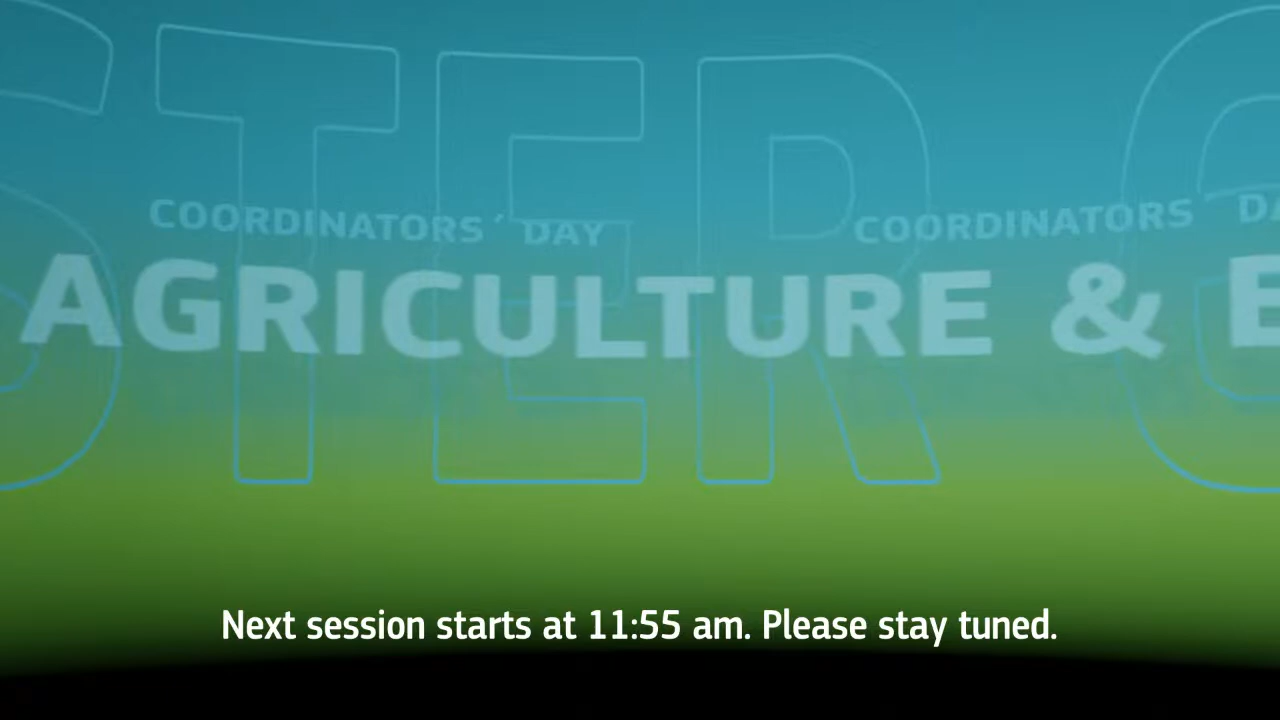 COORDINATORS´ DAY COORDINATORS´
AGRICULTURE &
Next session starts at 11:55 am. Please stay tuned.